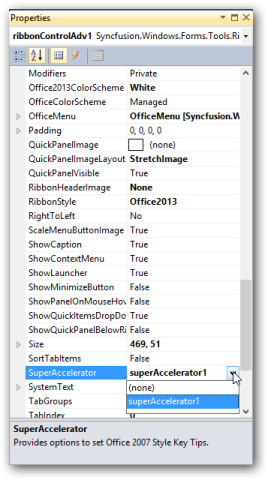 Properties
ribbonControlAdv1 Syncfusion.Windows.Forms.Tools.Ri
Modifiers Private
Office2013ColorScheme White
OfficeColorScheme Managed
OfficeMenu OfficeMenu [Syncfusion.W
Padding 0, 0, 0, 0
QuickPanelImage (none)
QuickPanelImageLayout StretchImage
QuickPanelVisible True
RibbonHeaderImage None
RibbonStyle Office2013
RightToLeft No
ScaleMenuButtonImage True
ShowCaption True
ShowContextMenu True
ShowLauncher True
ShowMinimizeButton False
ShowPanelOnMouseHov False
ShowQuickItemsDropDo True
ShowQuickPanelBelowRi False
Size 469, 51
SortTabItems False
SuperAccelerator superAccelerator1
SystemText (none)
TabGroups superAccelerator1
TabIndex 0
SuperAccelerator
Provides options to set Office 2007 Style Key Tips.